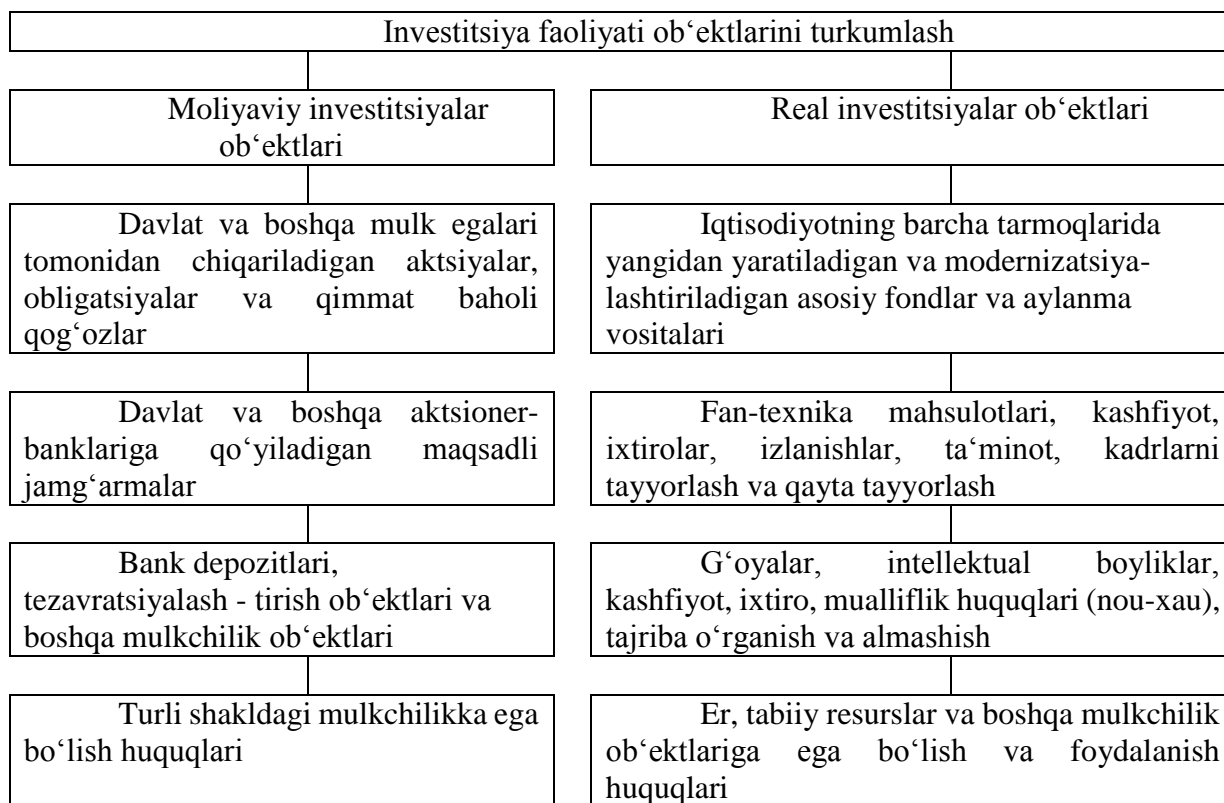 Investitsiya faoliyati ob‘ektlarini turkumlash
Moliyaviy investitsiyalar
ob‘ektlari
Real investitsiyalar ob‘ektlari
Davlat va boshqa mulk egalari
tomonidan chiqariladigan aktsiyalar,
obligatsiyalar va qimmat baholi
qog‘ozlar
Iqtisodiyotning barcha tarmoqlarida
yangidan yaratiladigan va modernizatsiya-
lashtiriladigan asosiy fondlar va aylanma
vositalari
Davlat va boshqa aktsioner-
banklariga qo‘yiladigan maqsadli
jamg‘armalar
Fan-texnika mahsulotlari, kashfiyot,
ixtirolar, izlanishlar, ta‘minot, kadrlarni
tayyorlash va qayta tayyorlash
Bank depozitlari,
tezavratsiyalash - tirish ob‘ektlari va
boshqa mulkchilik ob‘ektlari
G‘oyalar, intellektual boyliklar,
kashfiyot, ixtiro, mualliflik huquqlari (nou-xau),
tajriba o‘rganish va almashish
Turli shakldagi mulkchilikka ega
bo‘lish huquqlari
Er, tabiiy resurslar va boshqa mulkchilik
ob‘ektlariga ega bo‘lish va foydalanish
huquqlari